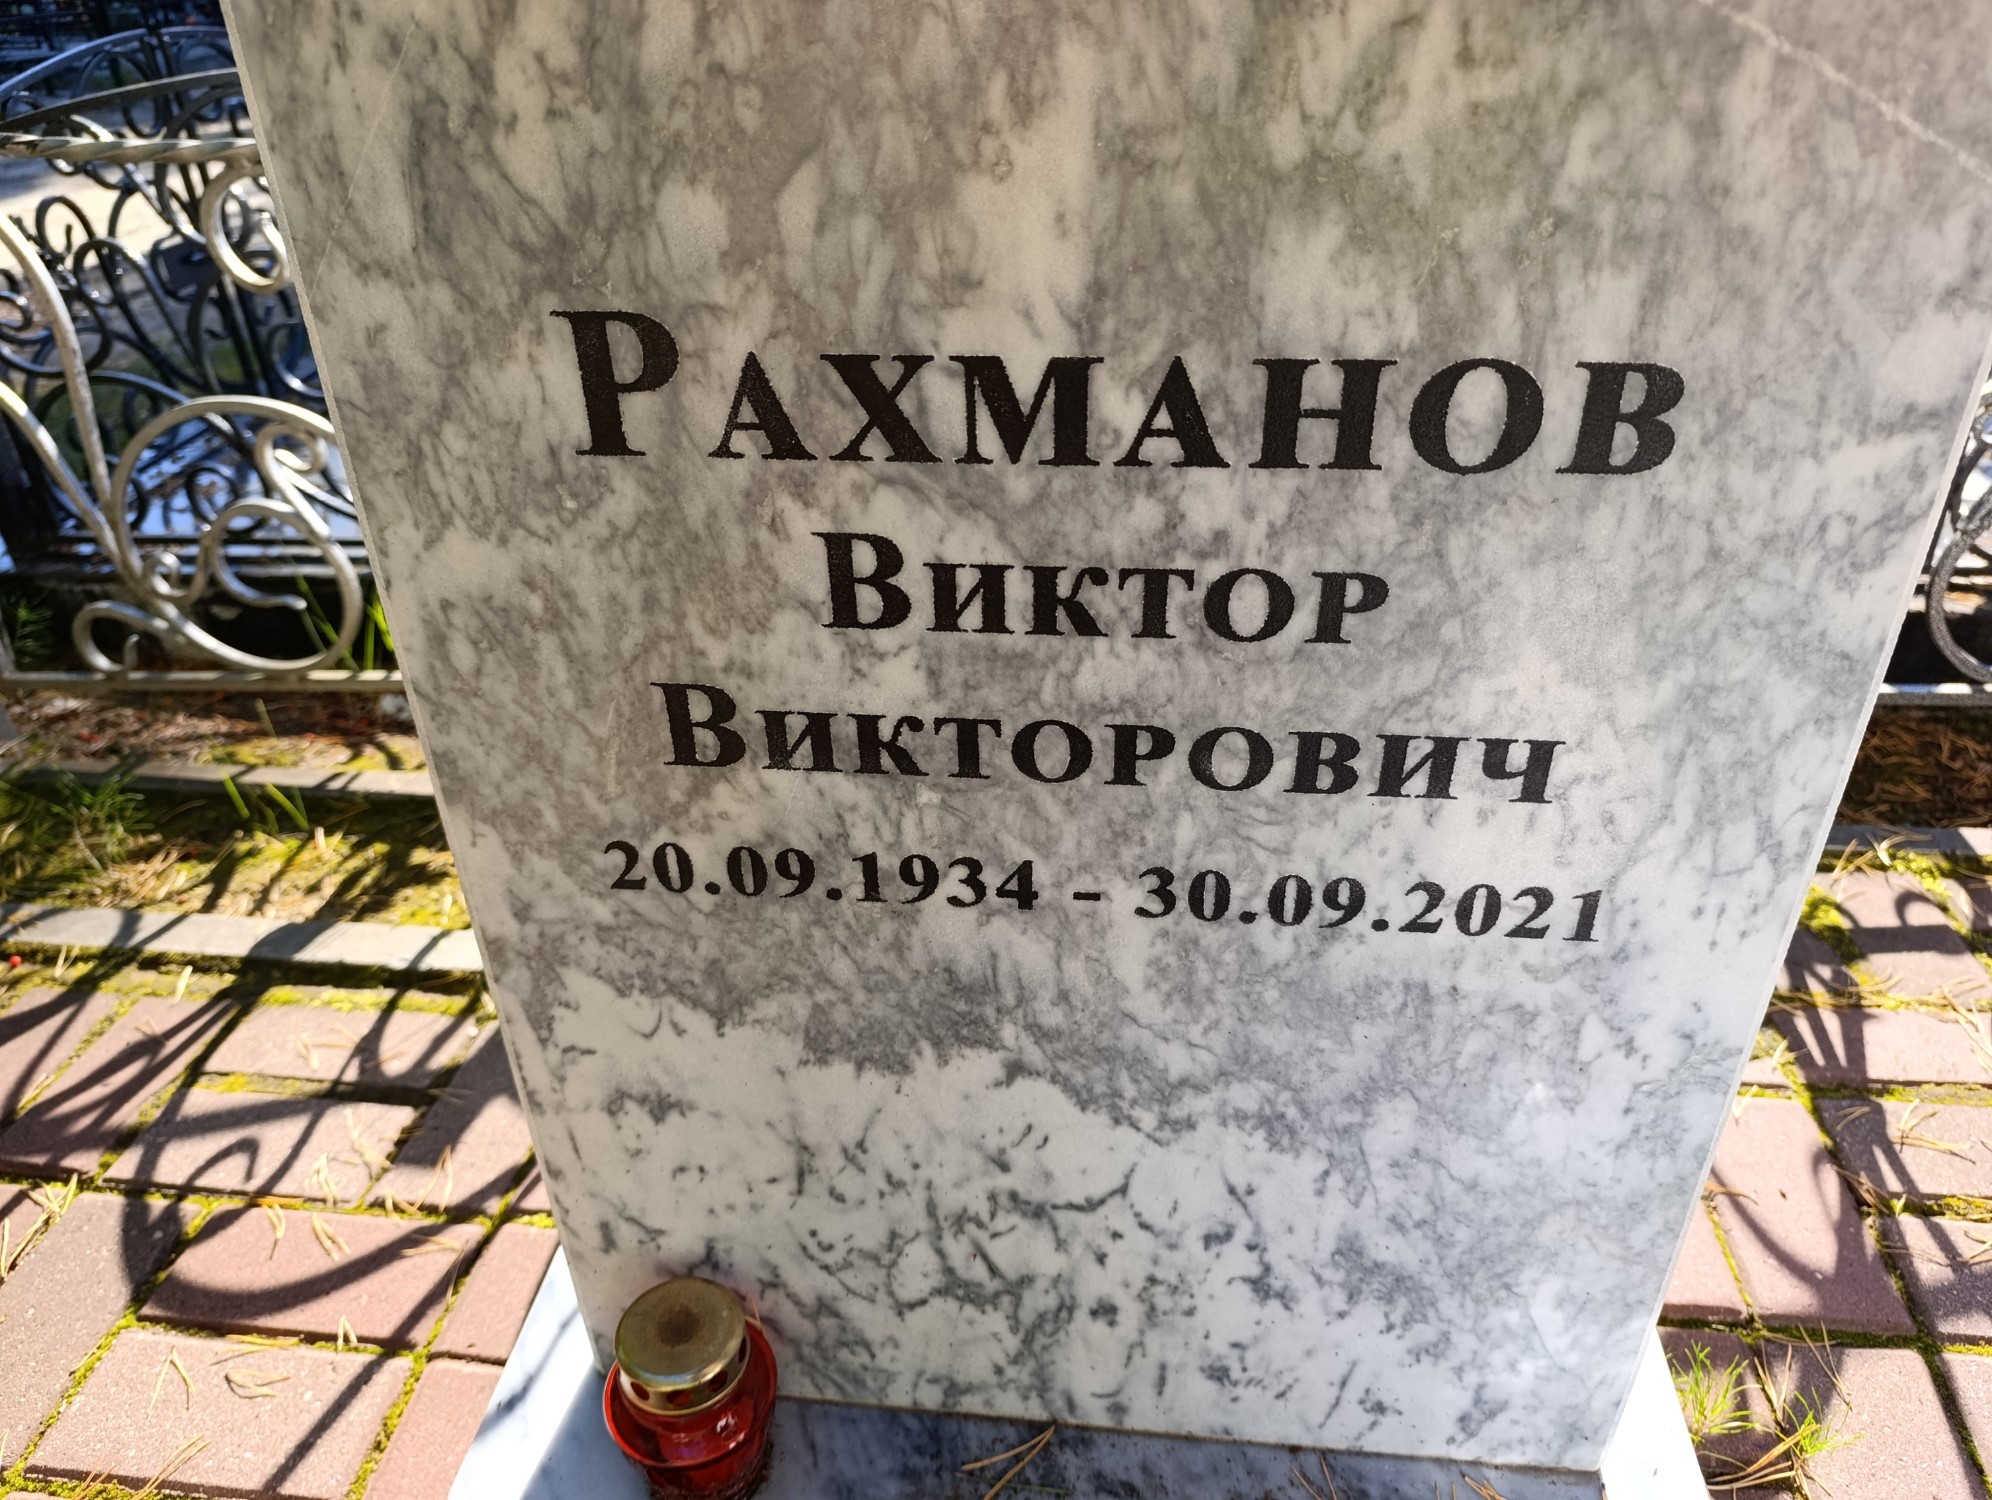 Рахманов
Виктор
Викторович
20.09.1934 - 30.09.2021